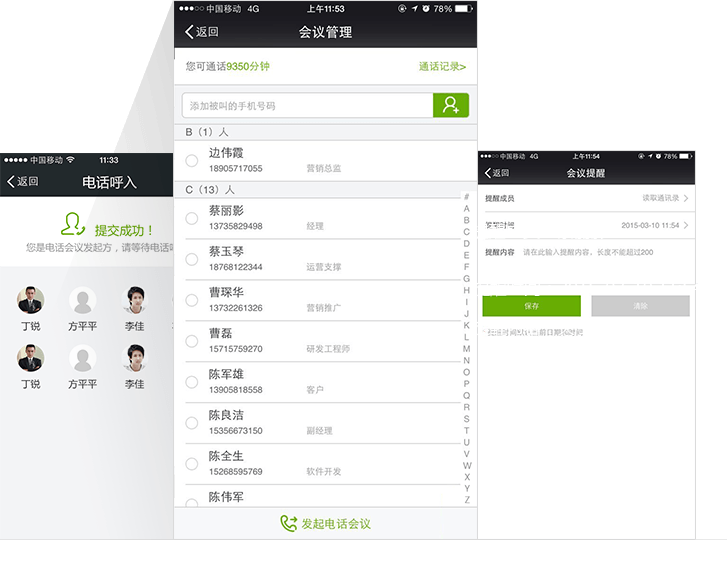 中国移动 4G 上午11:53 78%
返回 会议管理
您可通话9350分钟 通话记录>
添加被叫的手机号码
B（1）人
边伟霞
18905717055 营销总监
C（13）人
蔡丽影
13735829498 经理
蔡玉琴
18768122344 运营支撑
曹琛华
13732261326 营销推广
曹磊
15715759270 研发工程师
陈军雄
13905818558 客户
陈良洁
15356673150 副经理
陈全生
15268595769 软件开发
陈伟军
#
A
B
C
D
E
F
G
H
I
J
K
L
M
N
O
P
Q
R
S
T
U
V
W
X
Y
Z
发起电话会议
中国移动 11:33
返回 电话呼入
提交成功！
您是电话会议发起方，请等待电话
丁锐 方平平 李佳
丁锐 方平平 李佳
中国移动 4G 上午11:54 78%
返回 会议提醒
提醒成员 读取通讯录
2015-03-10 11:54
提醒内容 请在此输入提醒内容，长度不能超过200
保存 清除